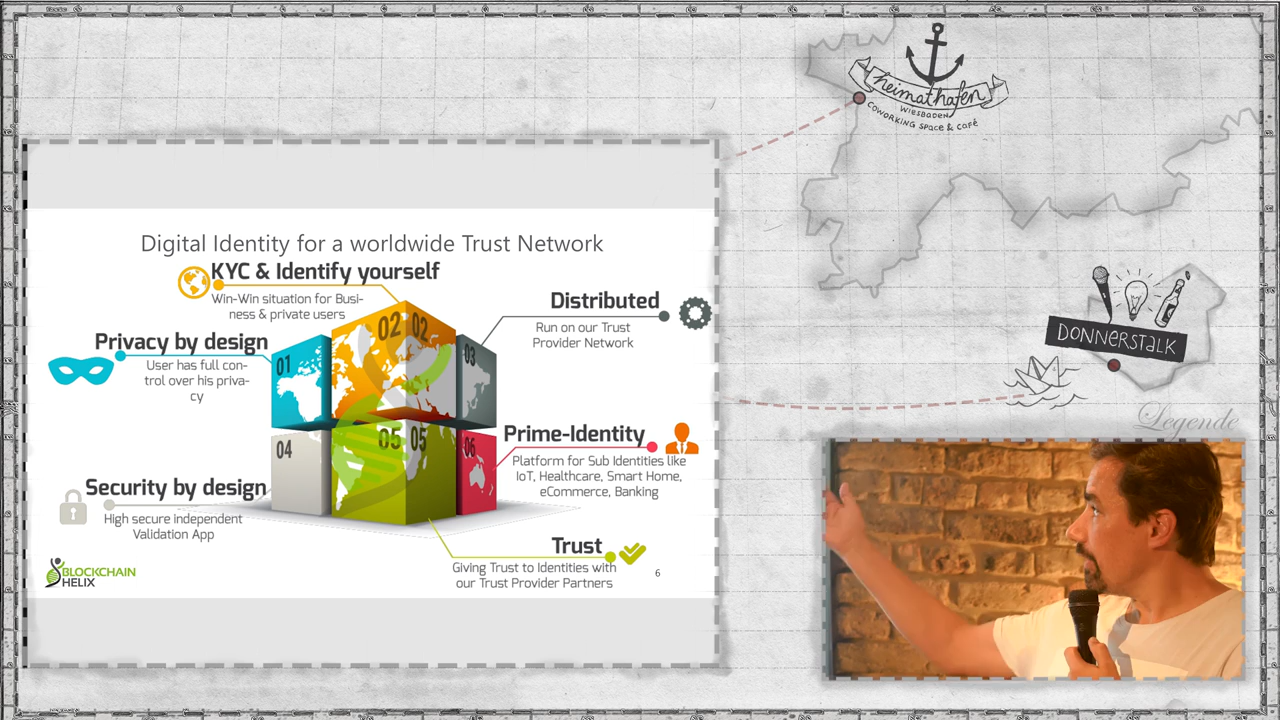 heimathafen
WIESBADEN
COWORKING SPACE & CAFé
Digital Identity for a worldwide Trust Network
KYC & Identify yourself
Win-Win situation for Busi-
ness & private users
Distributed
Run on our Trust
Provider Network
Privacy by design
User has full con-
trol over his priva-
cy
01
02
02
03
04
05
05
06
Prime-Identity
Platform for Sub Identities like
IoT, Healthcare, Smart Home,
eCommerce, Banking
Security by design
High secure independent
Validation App
Trust
Giving Trust to Identities with
our Trust Provider Partners
BLOCKCHAIN
HELIX
6
DONNERSTALK
Legende